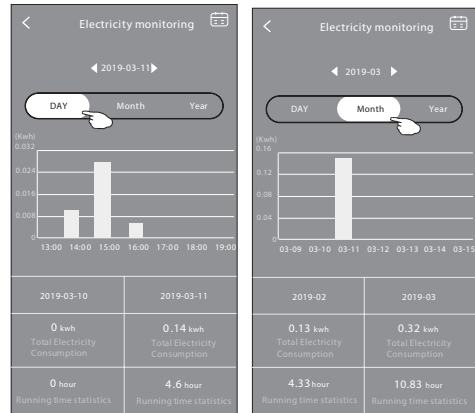 Electricity monitoring
2019-03-11
DAY Month Year
(Kwh)
0.032
0.024
0.016
0.008
0
13:00 14:00 15:00 16:00 17:00 18:00 19:00
2019-03-10 2019-03-11
0 kwh 0.14 kwh
Total Electricity Total Electricity
Consumption Consumption
0 hour 4.6 hour
Running time statistics Running time statistics
Electricity monitoring
2019-03
DAY Month Year
(Kwh)
0.16
0.12
0.08
0.04
0
03-09 03-10 03-11 03-12 03-13 03-14 03-15
2019-02 2019-03
0.13 kwh 0.32 kwh
Total Electricity Total Electricity
Consumption Consumption
4.33 hour 10.83 hour
Running time statistics Running time statistics